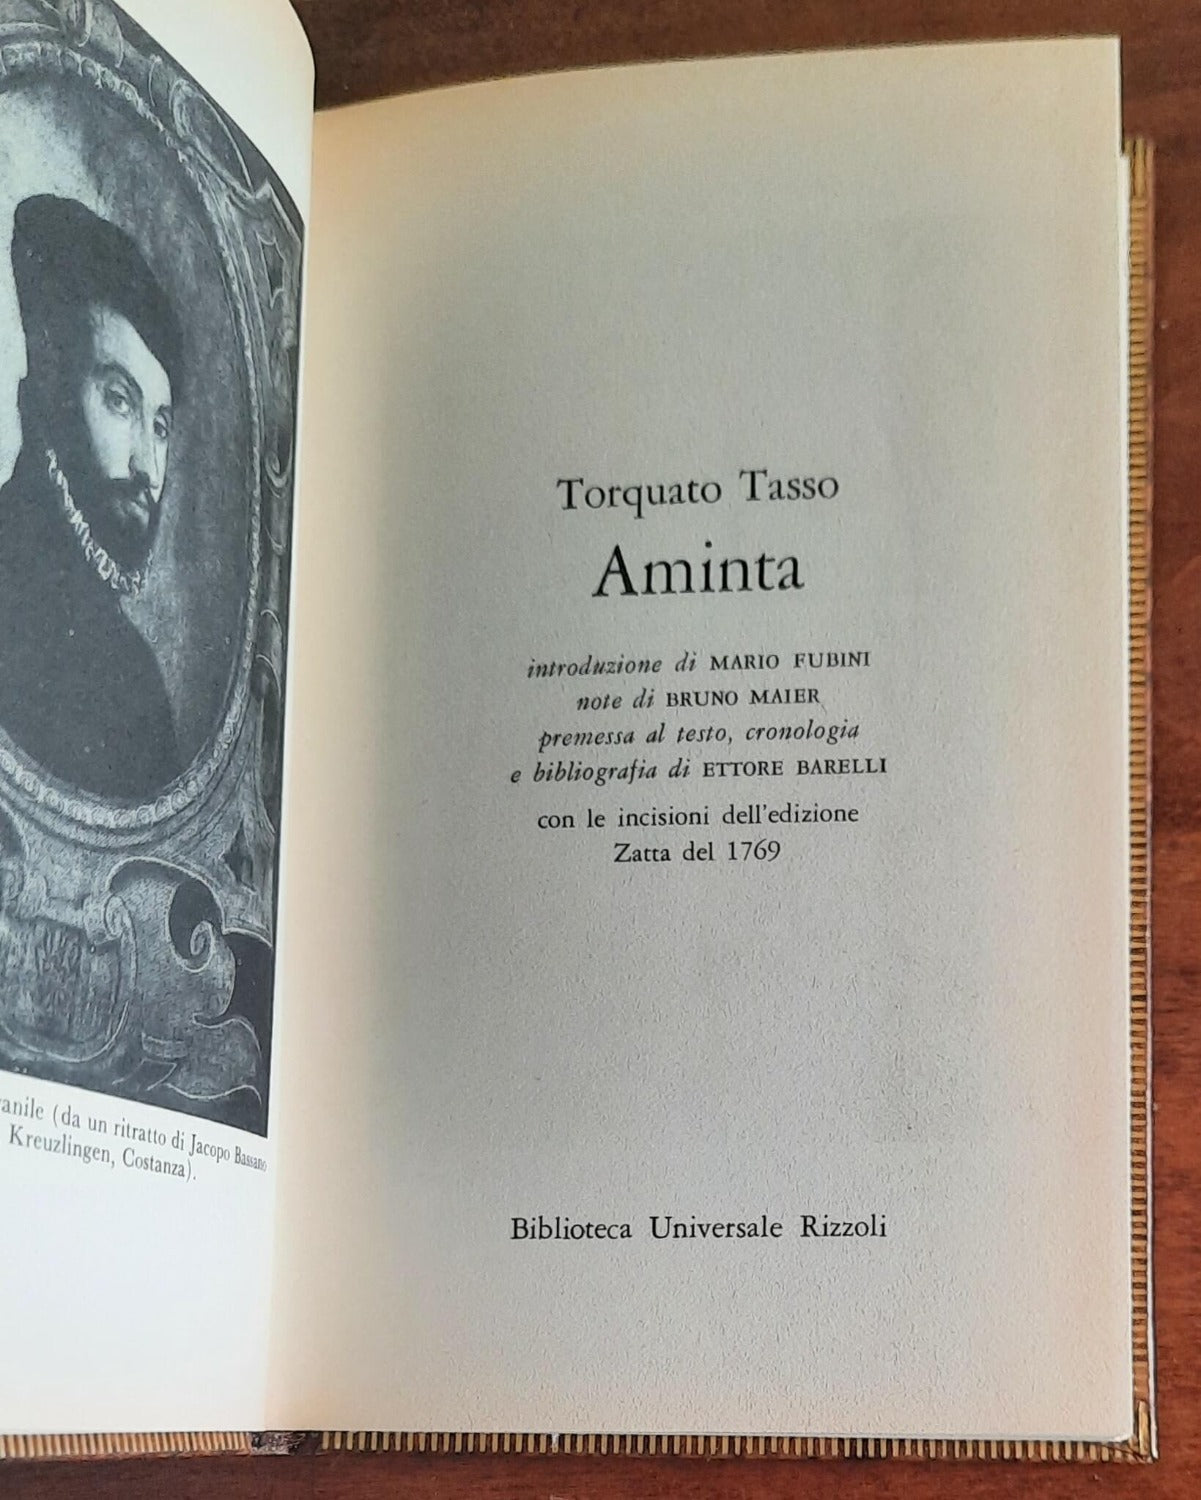 (da un ritratto di Jacopo Bassano
Kreuzlingen, Costanza).
Torquato Tasso
Aminta
introduzione di MARIO FUBINI
note di BRUNO MAIER
premessa al testo, cronologia
e bibliografia di ETTORE BARELLI
con le incisioni dell'edizione
Zatta del 1769
Biblioteca Universale Rizzoli